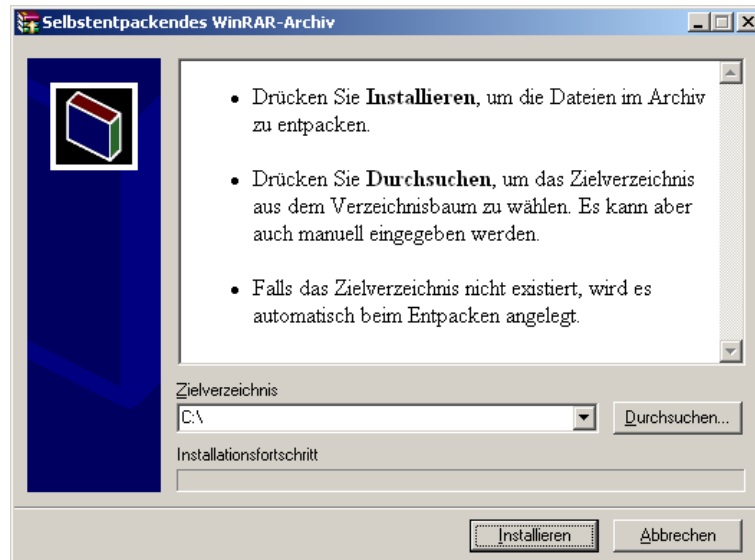 Selbstentpackendes WinRAR-Archiv
• Drücken Sie Installieren, um die Dateien im Archiv
zu entpacken.
• Drücken Sie Durchsuchen, um das Zielverzeichnis
aus dem Verzeichnisbaum zu wählen. Es kann aber
auch manuell eingegeben werden.
• Falls das Zielverzeichnis nicht existiert, wird es
automatisch beim Entpacken angelegt.
Zielverzeichnis
C:\
Durchsuchen...
Installationsfortschritt
Installieren
Abbrechen